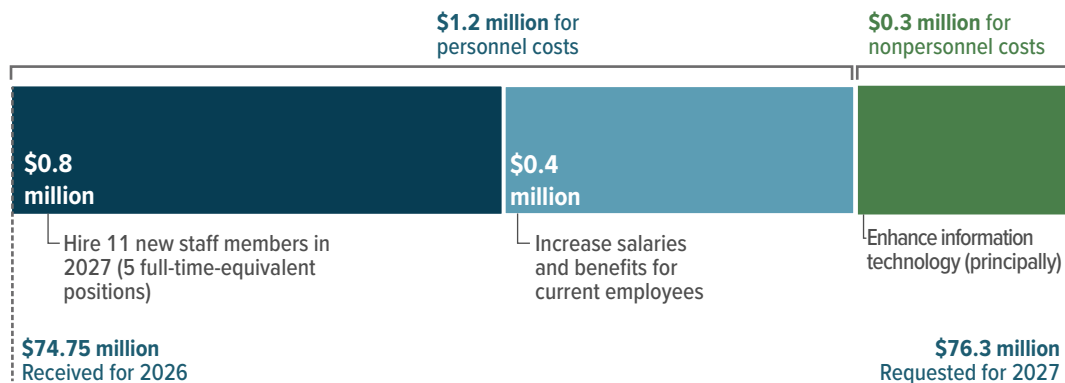 $1.2 million for
personnel costs
$0.3 million for
nonpersonnel costs
$0.8
million
$0.4
million
Hire 11 new staff members in
2027 (5 full-time-equivalent
positions)
Increase salaries
and benefits for
current employees
Enhance information
technology (principally)
$74.75 million
Received for 2026
$76.3 million
Requested for 2027